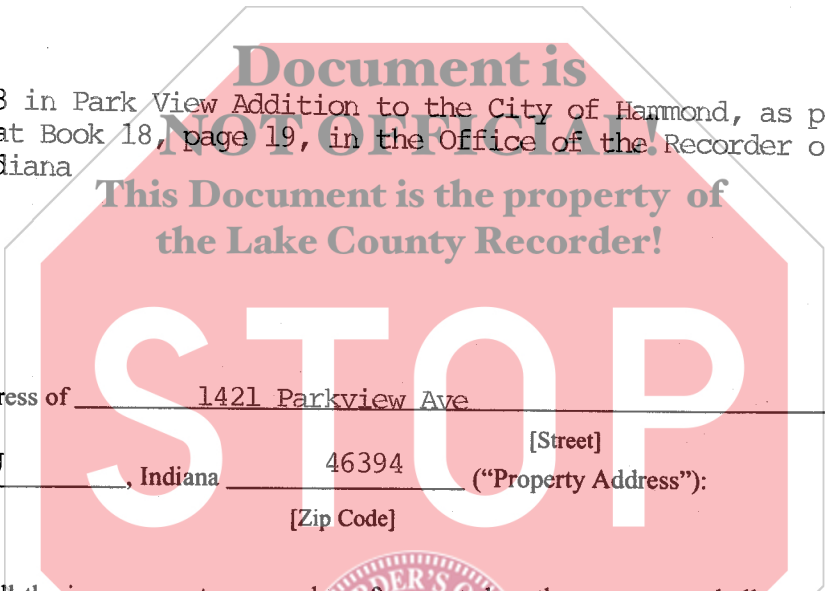 Document is
3 in Park View Addition to the City of Hammond, as p
at Book 18, page 19, in the Office of the Recorder o
NOT OFFICIAL!
diana
This Document is the property of
the Lake County Recorder!
STOP
ress of 1421 Parkview Ave
[Street]
, Indiana 46394 ("Property Address"):
[Zip Code]
DER'S